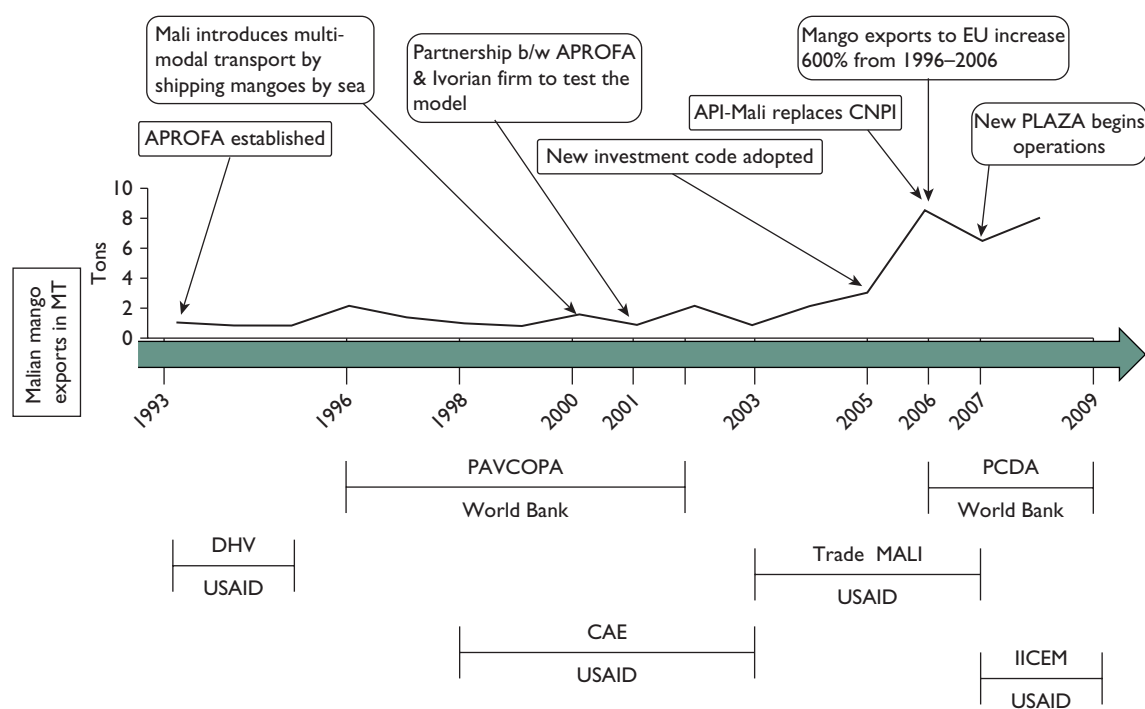 Mali introduces multi-
modal transport by
shipping mangoes by sea
Partnership b/w APROFA
& Ivorian firm to test the
model
Mango exports to EU increase
600% from 1996–2006
APROFA established
New investment code adopted
API-Mali replaces CNPI
New PLAZA begins
operations
Malian mango
exports in MT
Tons
10
8
6
4
2
0
1993
1996
1998
2000
2001
2003
2005
2006
2007
2009
PAVCOPA
World Bank
PCDA
World Bank
DHV
USAID
Trade MALI
USAID
CAE
USAID
IICEM
USAID